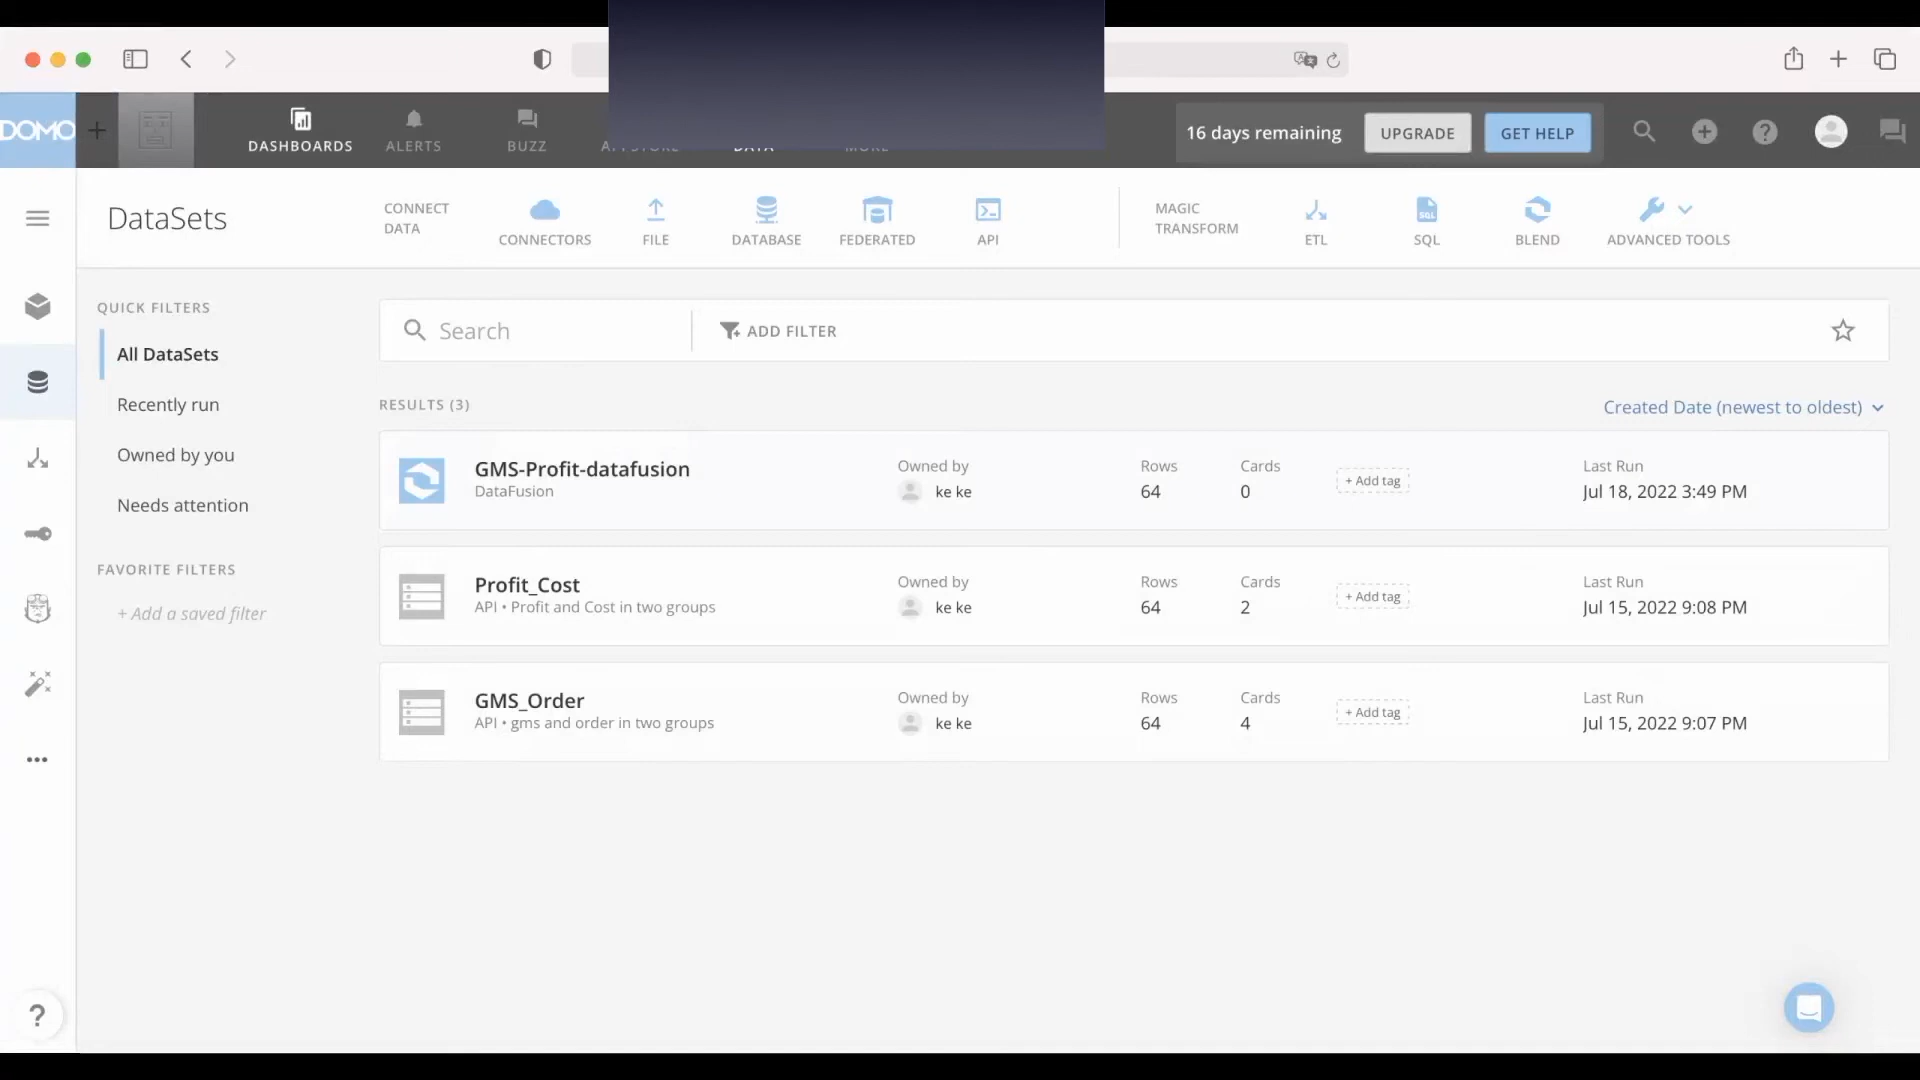 DOMO
DASHBOARDS
ALERTS
BUZZ
APPSTORE
DATA
MORE
16 days remaining
UPGRADE
GET HELP
DataSets
CONNECT
DATA
CONNECTORS
FILE
DATABASE
FEDERATED
API
MAGIC
TRANSFORM
ETL
SQL
SQL
BLEND
ADVANCED TOOLS
QUICK FILTERS
All DataSets
Recently run
Owned by you
Needs attention
FAVORITE FILTERS
+ Add a saved filter
Search
ADD FILTER
RESULTS (3)
Created Date (newest to oldest)
GMS-Profit-datafusion
DataFusion
Owned by
ke ke
Rows
64
Cards
0
+ Add tag
Last Run
Jul 18, 2022 3:49 PM
Profit_Cost
API • Profit and Cost in two groups
Owned by
ke ke
Rows
64
Cards
2
+ Add tag
Last Run
Jul 15, 2022 9:08 PM
GMS_Order
API • gms and order in two groups
Owned by
ke ke
Rows
64
Cards
4
+ Add tag
Last Run
Jul 15, 2022 9:07 PM
?